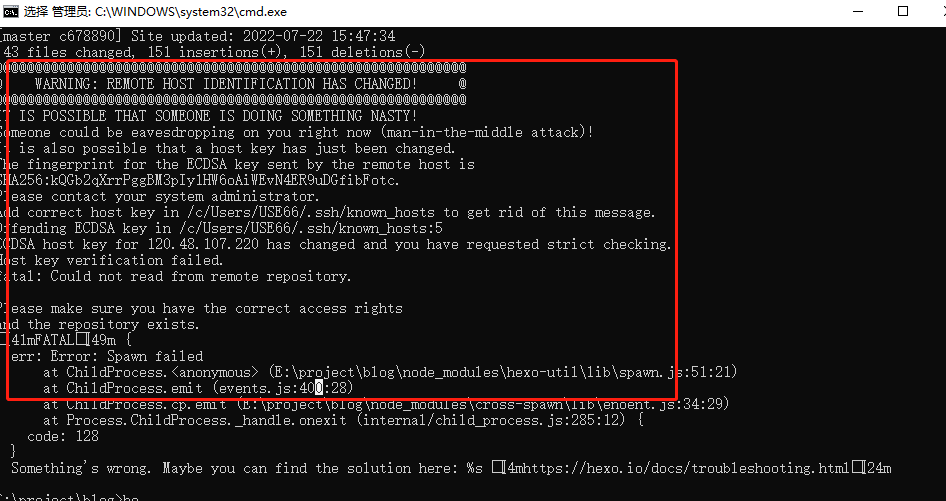 选择 管理员: C:\WINDOWS\system32\cmd.exe
[master c678890] Site updated: 2022-07-22 15:47:34
43 files changed, 151 insertions(+), 151 deletions(-)
@@@@@@@@@@@@@@@@@@@@@@@@@@@@@@@@@@@@@@@@@@@@@@@@@@@@@@@@@@@
@    WARNING: REMOTE HOST IDENTIFICATION HAS CHANGED!     @
@@@@@@@@@@@@@@@@@@@@@@@@@@@@@@@@@@@@@@@@@@@@@@@@@@@@@@@@@@@
IT IS POSSIBLE THAT SOMEONE IS DOING SOMETHING NASTY!
Someone could be eavesdropping on you right now (man-in-the-middle attack)!
It is also possible that a host key has just been changed.
The fingerprint for the ECDSA key sent by the remote host is
SHA256:kQGb2qXrrPggBM3pIy1HW6oAiWEvN4ER9uDGfibFotc.
Please contact your system administrator.
Add correct host key in /c/Users/USE66/.ssh/known_hosts to get rid of this message.
Offending ECDSA key in /c/Users/USE66/.ssh/known_hosts:5
ECDSA host key for 120.48.107.220 has changed and you have requested strict checking.
Host key verification failed.
fatal: Could not read from remote repository.
Please make sure you have the correct access rights
and the repository exists.
[41mFATAL[49m {
err: Error: Spawn failed
at ChildProcess.<anonymous> (E:\project\blog\node_modules\hexo-util\lib\spawn.js:51:21)
at ChildProcess.emit (events.js:400:28)
at ChildProcess.cp.emit (E:\project\blog\node_modules\cross-spawn\lib\enoent.js:34:29)
at Process.ChildProcess._handle.onexit (internal/child_process.js:285:12) {
code: 128
}
Something's wrong. Maybe you can find the solution here: %s [4mhttps://hexo.io/docs/troubleshooting.html[24m
E:\project\blog>he